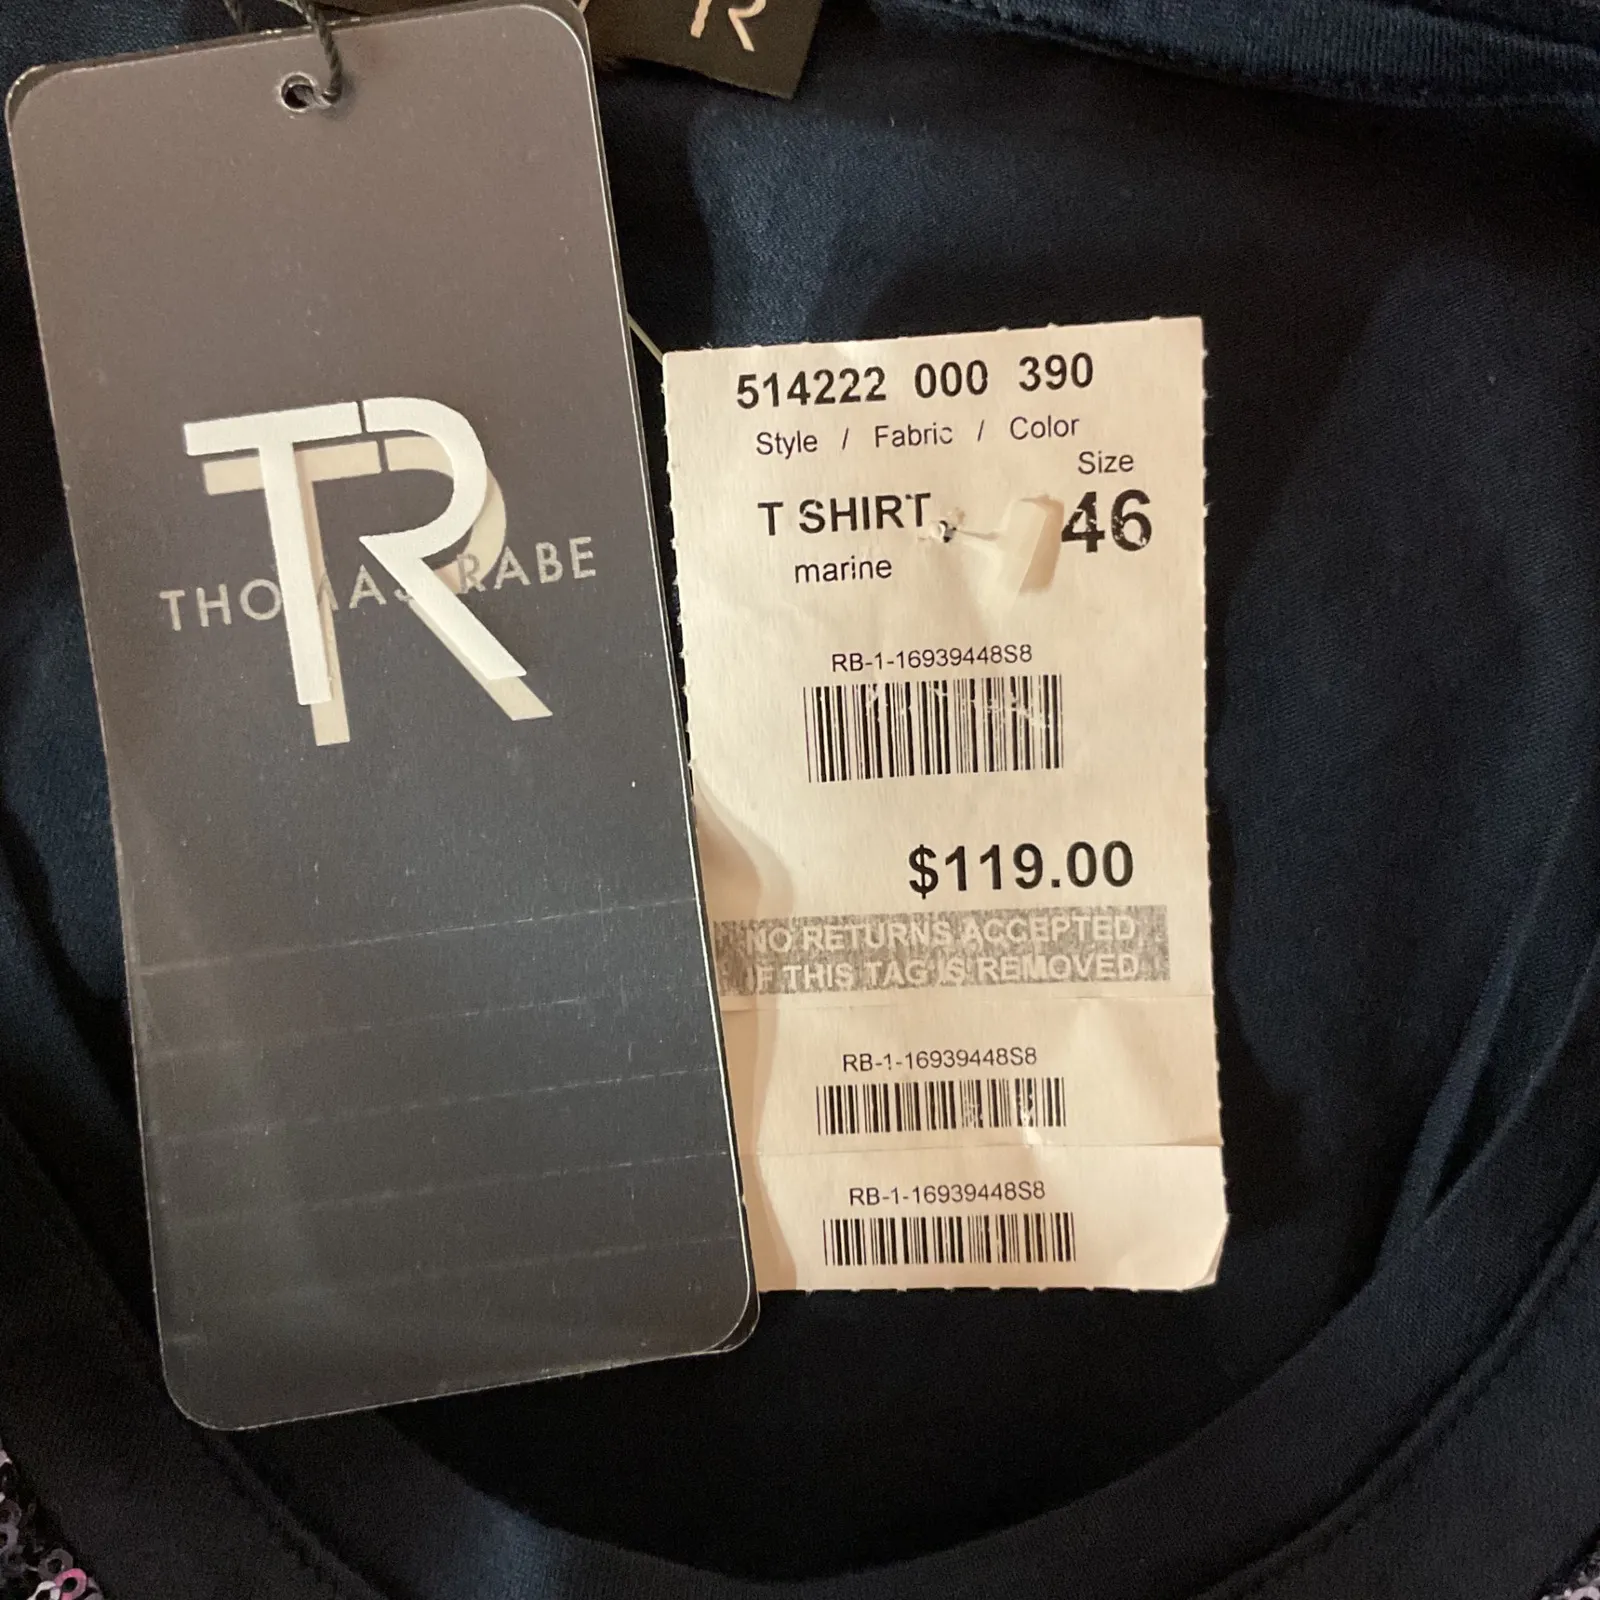 R
TR
THOMAS RABE
514222 000 390
Style / Fabric / Color
Size
T SHIRT
46
marine
RB-1-16939448S8
$119.00
NO RETURNS ACCEPTED
IF THIS TAG IS REMOVED
RB-1-16939448S8
RB-1-16939448S8